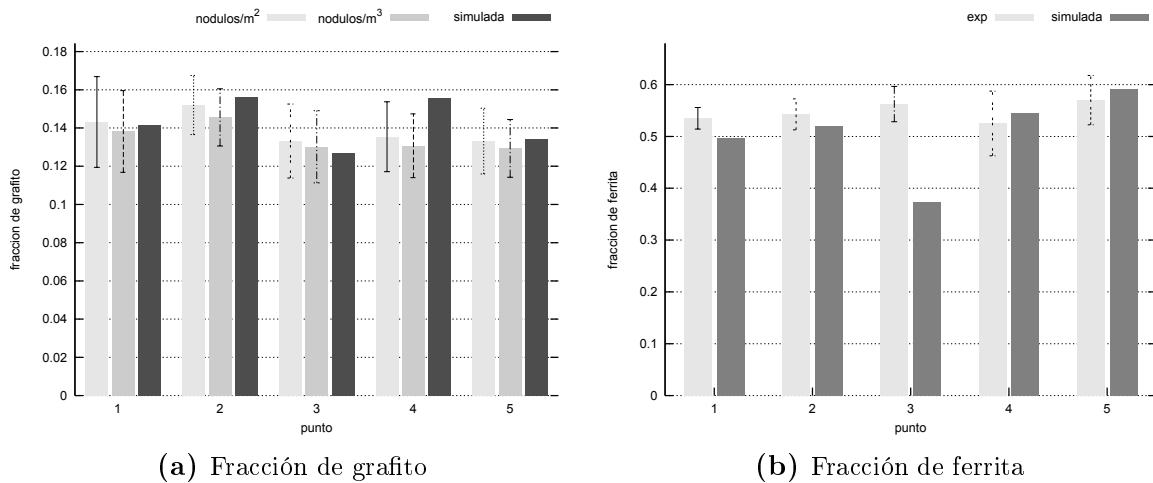 nodulos/m² nodulos/m³ simulada
0.18
0.16
0.14
0.12
0.1
0.08
0.06
0.04
0.02
0
fraccion de grafito
1 2 3 4 5
punto
(a) Fracción de grafito
exp simulada
0.6
0.5
0.4
0.3
0.2
0.1
0
fraccion de ferrita
1 2 3 4 5
punto
(b) Fracción de ferrita